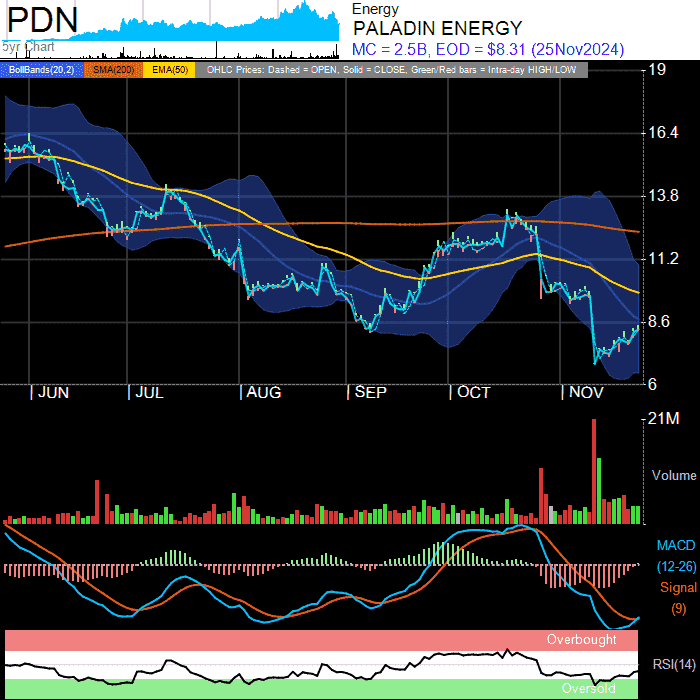 PDN
5yr Chart
Energy
PALADIN ENERGY
MC = 2.5B, EOD = $8.31 (25Nov2024)
BollBands(20,2) SMA(200) EMA(50) OHLC Prices: Dashed = OPEN, Solid = CLOSE, Green/Red bars = Intra-day HIGH/LOW
19
16.4
13.8
11.2
8.6
6
JUN JUL AUG SEP OCT NOV
21M
Volume
MACD
(12-26)
Signal
(9)
Overbought
RSI(14)
Oversold